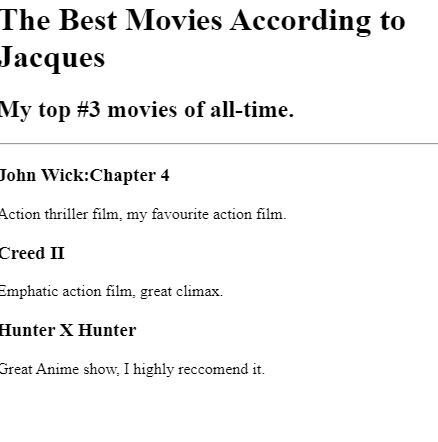 The Best Movies According to
Jacques
My top #3 movies of all-time.
John Wick:Chapter 4
Action thriller film, my favourite action film.
Creed II
Emphatic action film, great climax.
Hunter X Hunter
Great Anime show, I highly reccomend it.